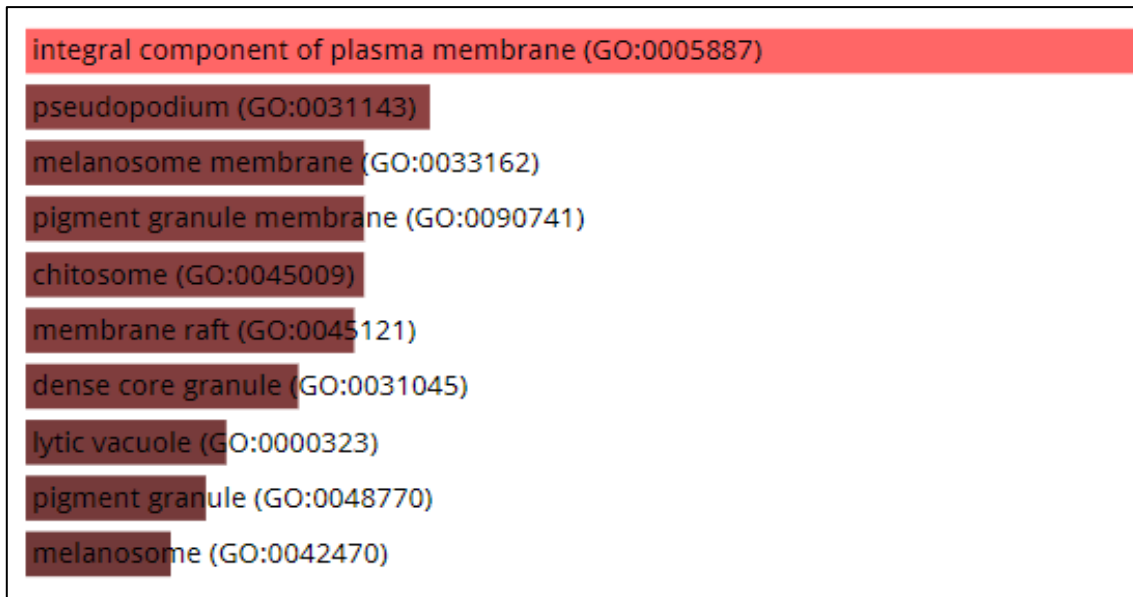 integral component of plasma membrane (GO:0005887)
pseudopodium (GO:0031143)
melanosome membrane (GO:0033162)
pigment granule membrane (GO:0090741)
chitosome (GO:0045009)
membrane raft (GO:0045121)
dense core granule (GO:0031045)
lytic vacuole (GO:0000323)
pigment granule (GO:0048770)
melanosome (GO:0042470)